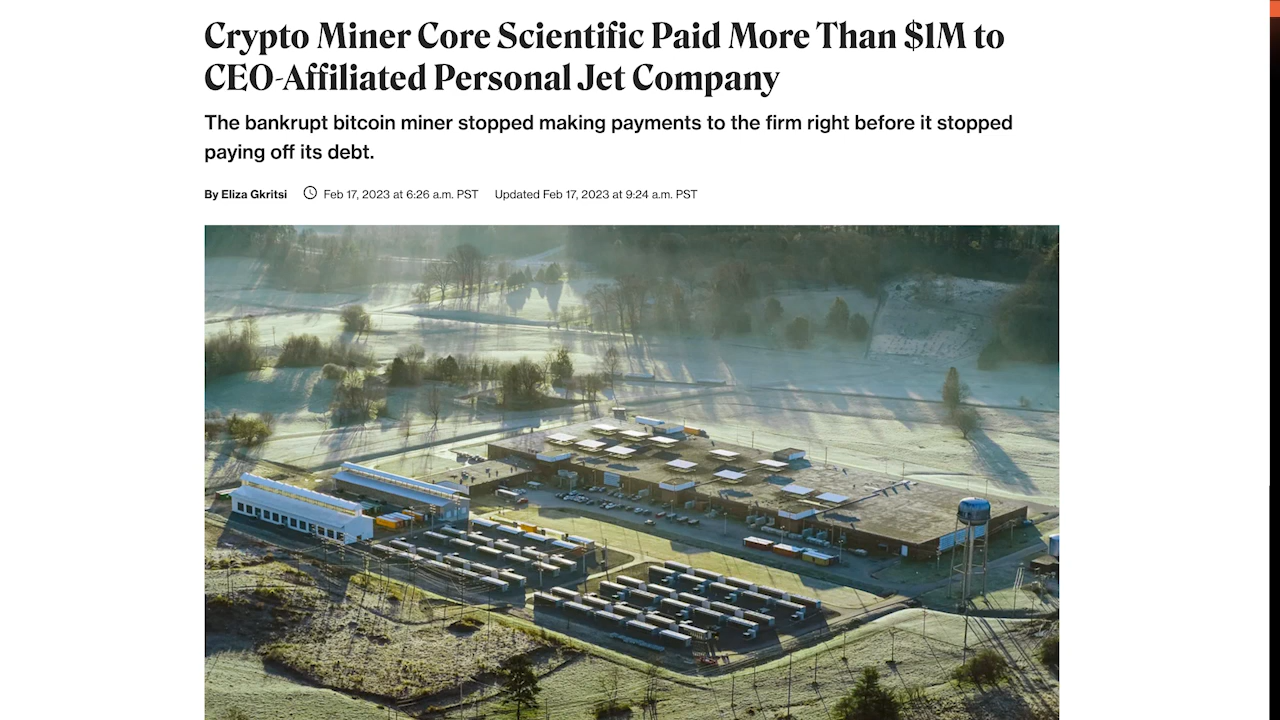 Crypto Miner Core Scientific Paid More Than $1M to
CEO-Affiliated Personal Jet Company
The bankrupt bitcoin miner stopped making payments to the firm right before it stopped
paying off its debt.
By Eliza Gkritsi Feb 17, 2023 at 6:26 a.m. PST Updated Feb 17, 2023 at 9:24 a.m. PST